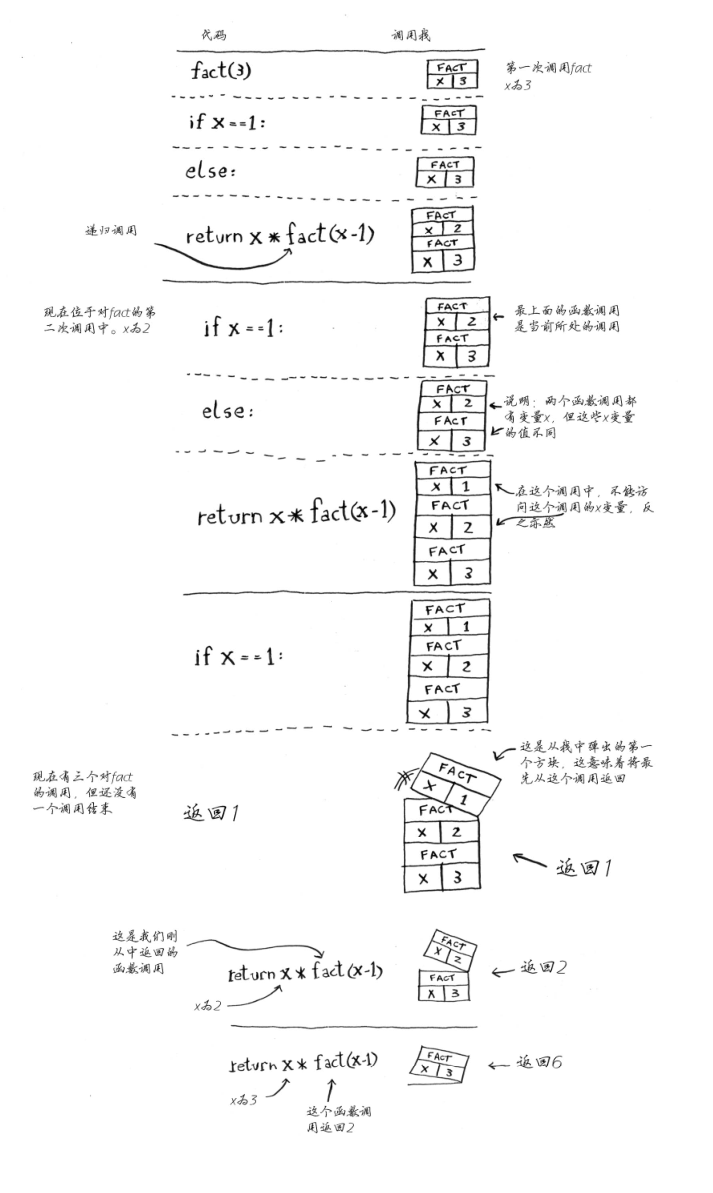 代码 调用栈
fact(3)
FACT
X 3
第一次调用fact
x为3
if x==1:
FACT
X 3
else:
FACT
X 3
递归调用
return x * fact(x-1)
FACT
X 2
FACT
X 3
现在位于对fact的第
二次调用中。x为2
if x==1:
FACT
X 2
FACT
X 3
最上面的函数调用
是当前所处的调用
else:
FACT
X 2
FACT
X 3
说明:两个函数调用都
有变量x,但这些x变量
的值不同
return x * fact(x-1)
FACT
X 1
FACT
X 2
FACT
X 3
在这个调用中,不能访
问这个调用的x变量,反
之亦然
if x==1:
FACT
X 1
FACT
X 2
FACT
X 3
现在有三个对fact
的调用,但还没有
一个调用结束
返回1
FACT
X 1
FACT
X 2
FACT
X 3
这是从栈中弹出的第一
个方块,这意味着将最
先从这个调用返回
返回1
这是我们刚
从中返回的
函数调用
return x * fact(x-1)
x为2
FACT
X 2
FACT
X 3
返回2
return x * fact(x-1)
x为3
这个函数调
用返回2
FACT
X 3
返回6